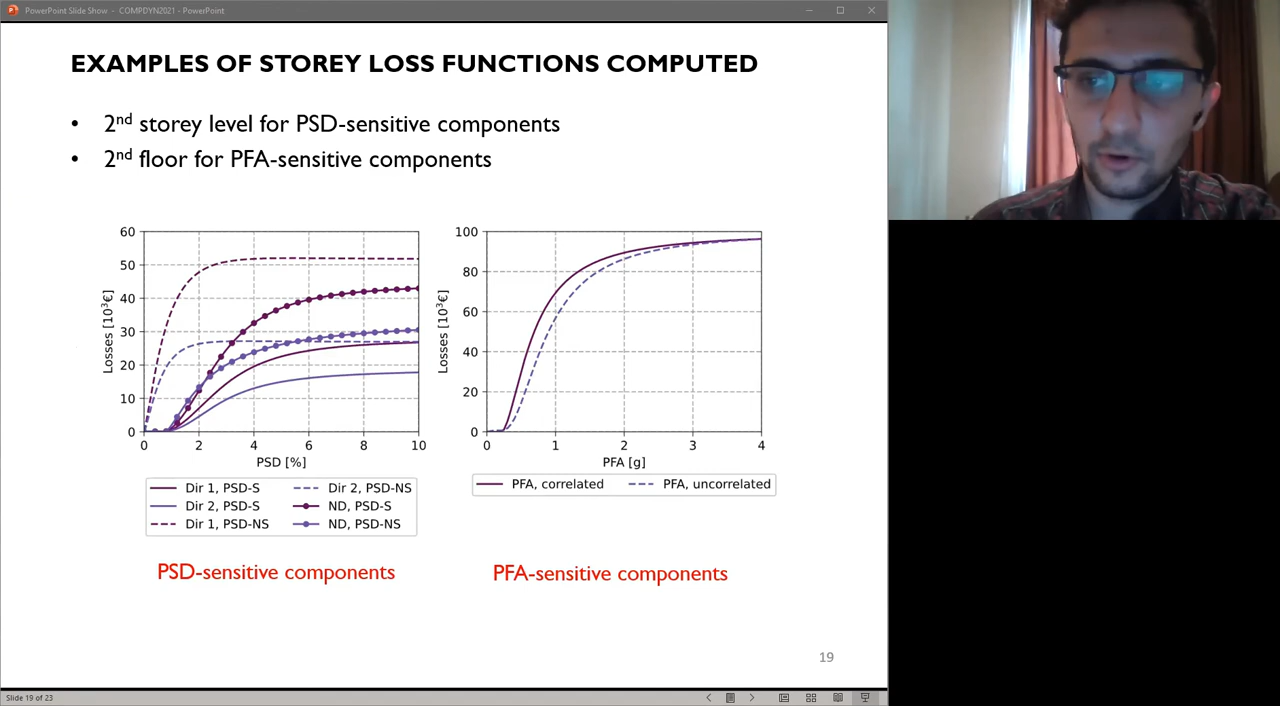 PowerPoint Slide Show - COMPDYN2021 - PowerPoint
EXAMPLES OF STOREY LOSS FUNCTIONS COMPUTED
• 2nd storey level for PSD-sensitive components
• 2nd floor for PFA-sensitive components
60
50
40
30
20
10
0
Losses [10³€]
0 2 4 6 8 10
PSD [%]
Dir 1, PSD-S
Dir 2, PSD-S
Dir 1, PSD-NS
Dir 2, PSD-NS
ND, PSD-S
ND, PSD-NS
PSD-sensitive components
100
80
60
40
20
0
Losses [10³€]
0 1 2 3 4
PFA [g]
PFA, correlated
PFA, uncorrelated
PFA-sensitive components
19
Slide 19 of 23